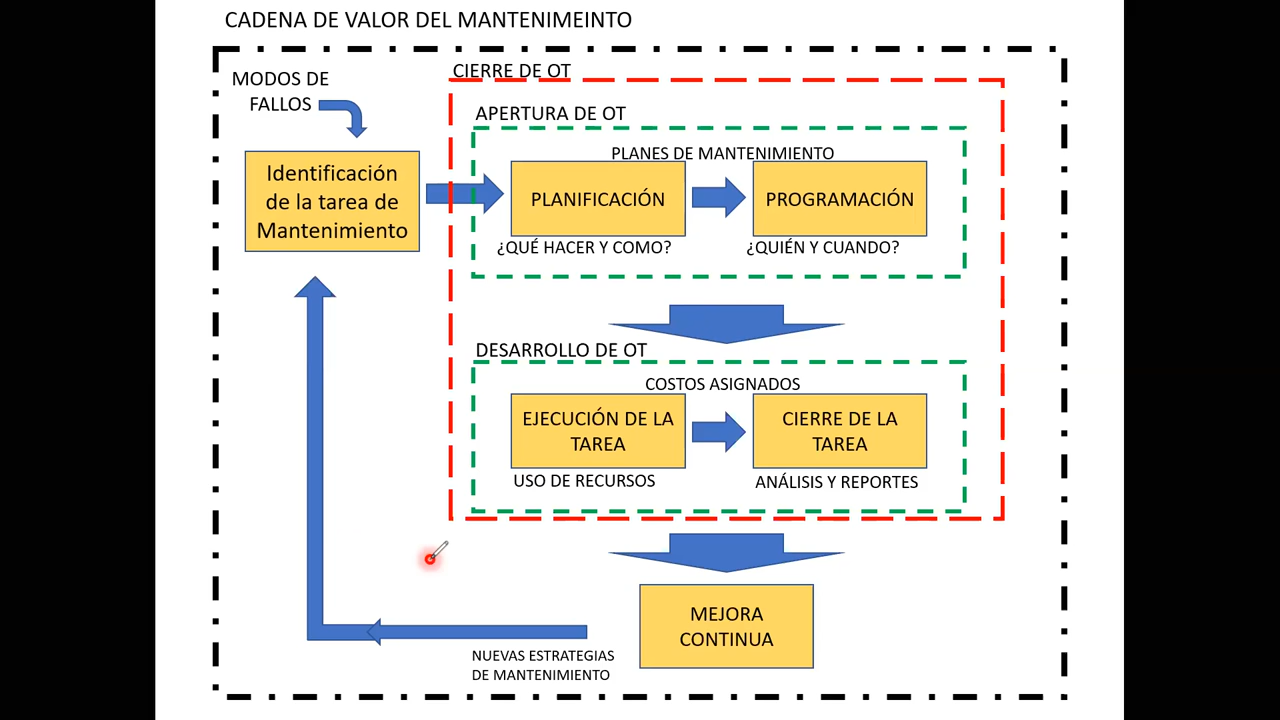 CADENA DE VALOR DEL MANTENIMEINTO
MODOS DE
FALLOS
CIERRE DE OT
APERTURA DE OT
PLANES DE MANTENIMIENTO
Identificación
de la tarea de
Mantenimiento
PLANIFICACIÓN
PROGRAMACIÓN
¿QUÉ HACER Y COMO?
¿QUIÉN Y CUANDO?
DESARROLLO DE OT
COSTOS ASIGNADOS
EJECUCIÓN DE LA
TAREA
CIERRE DE LA
TAREA
USO DE RECURSOS
ANÁLISIS Y REPORTES
MEJORA
CONTINUA
NUEVAS ESTRATEGIAS
DE MANTENIMIENTO